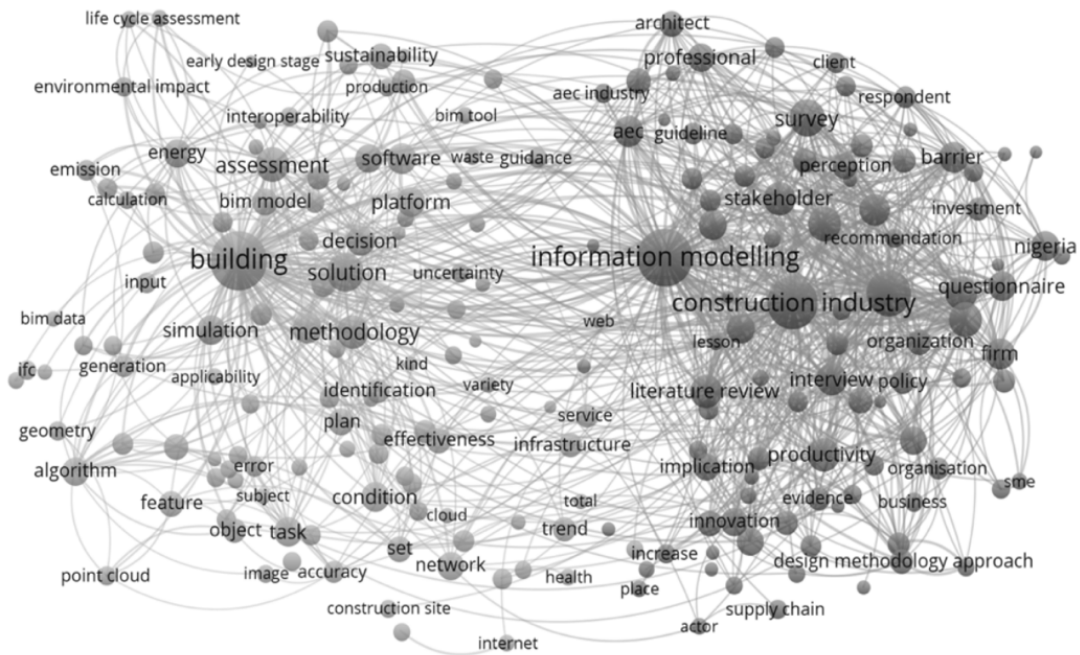 life cycle assessment
architect
early design stage
sustainability
professional
client
environmental impact
production
aec industry
respondent
interoperability
bim tool
aec
guideline
survey
energy
assessment
software
waste
guidance
perception
barrier
emission
calculation
bim model
platform
stakeholder
investment
decision
recommendation
nigeria
building
information modelling
solution
uncertainty
input
construction industry
questionnaire
bim data
simulation
methodology
web
lesson
organization
firm
ifc
generation
applicability
kind
identification
variety
literature review
interview
policy
plan
service
geometry
effectiveness
infrastructure
algorithm
error
implication
productivity
organisation
sme
feature
subject
condition
total
evidence
business
cloud
object
task
trend
innovation
set
increase
design methodology approach
point cloud
image
accuracy
network
health
place
construction site
supply chain
actor
internet